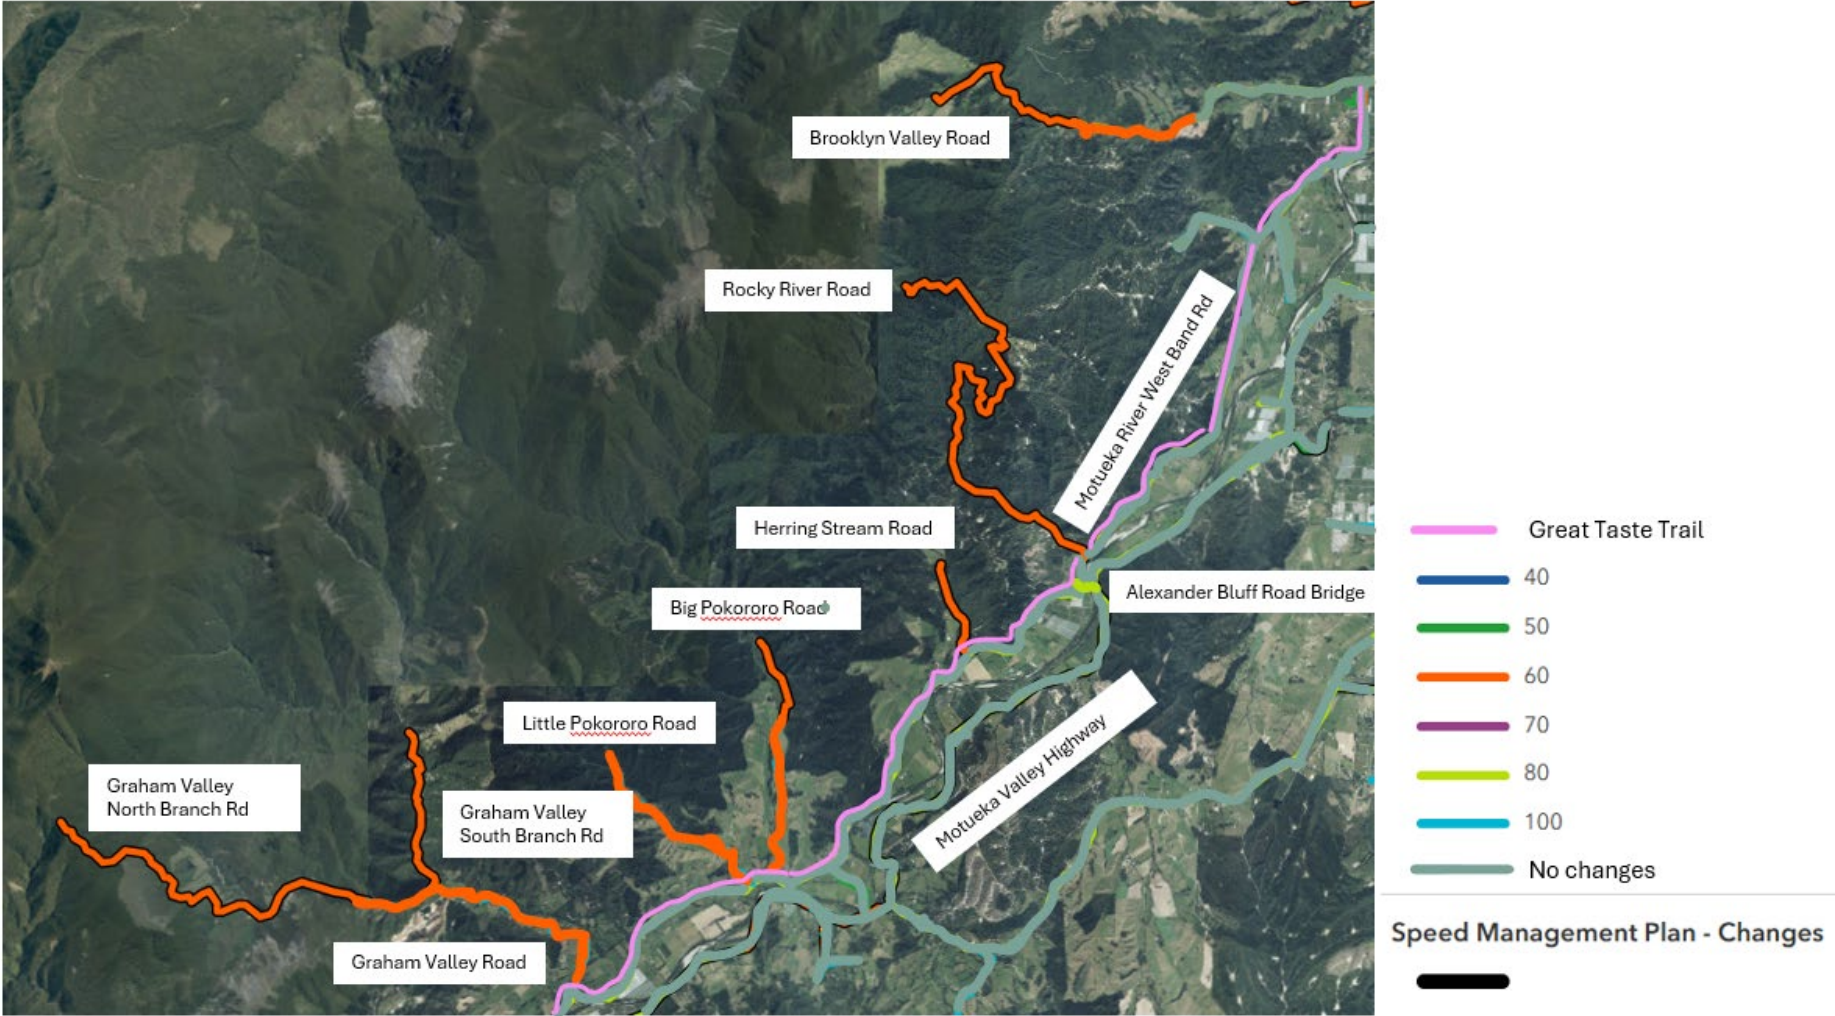 Brooklyn Valley Road
Rocky River Road
Motueka River West Band Rd
Herring Stream Road
Big Pokororo Road
Alexander Bluff Road Bridge
Little Pokororo Road
Motueka Valley Highway
Graham Valley
North Branch Rd
Graham Valley
South Branch Rd
Graham Valley Road
Great Taste Trail
40
50
60
70
80
100
No changes
Speed Management Plan - Changes